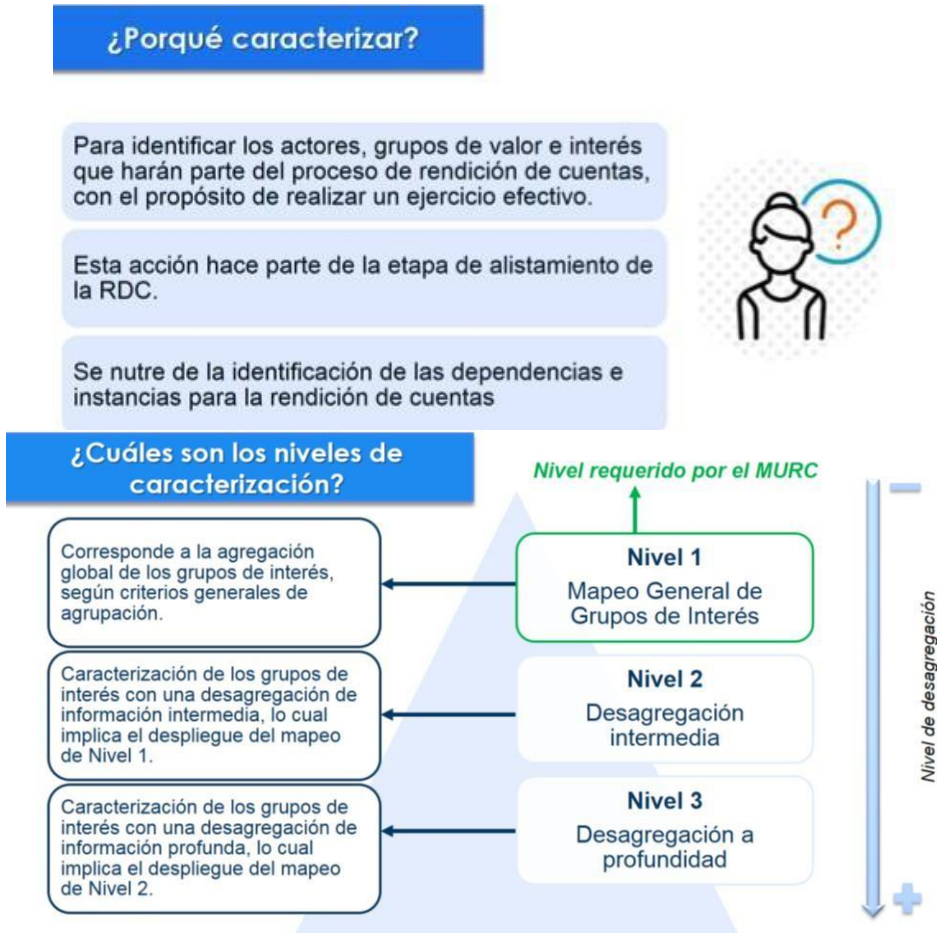 ¿Porqué caracterizar?
Para identificar los actores, grupos de valor e interés
que harán parte del proceso de rendición de cuentas,
con el propósito de realizar un ejercicio efectivo.
Esta acción hace parte de la etapa de alistamiento de
la RDC.
Se nutre de la identificación de las dependencias e
instancias para la rendición de cuentas
¿Cuáles son los niveles de
caracterización?
Nivel requerido por el MURC
Corresponde a la agregación
global de los grupos de interés,
según criterios generales de
agrupación.
Nivel 1
Mapeo General de
Grupos de Interés
Caracterización de los grupos de
interés con una desagregación de
información intermedia, lo cual
implica el despliegue del mapeo
de Nivel 1.
Nivel 2
Desagregación
intermedia
Caracterización de los grupos de
interés con una desagregación de
información profunda, lo cual
implica el despliegue del mapeo
de Nivel 2.
Nivel 3
Desagregación a
profundidad
Nivel de desagregación